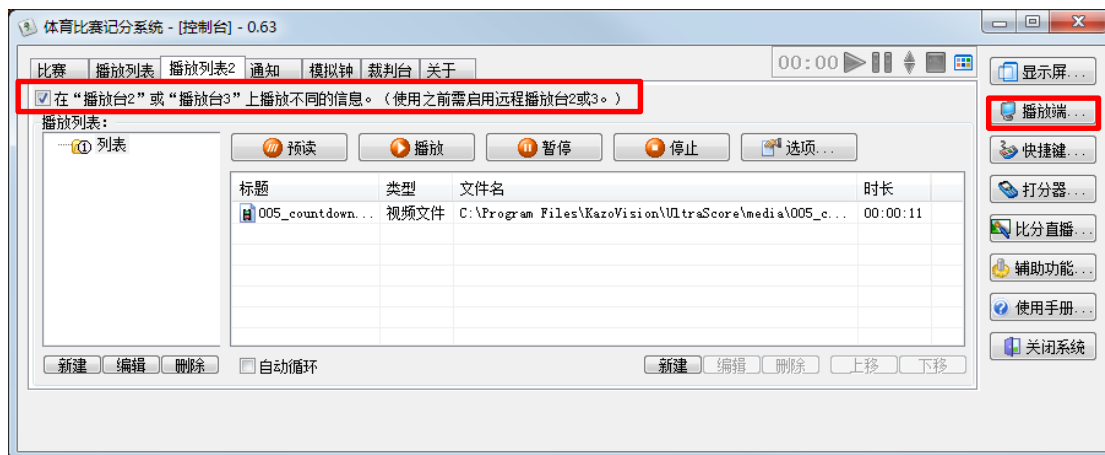 体育比赛记分系统 - [控制台] - 0.63
比赛 播放列表 播放列表2 通知 模拟钟 裁判台 关于
00:00
在“播放台2”或“播放台3”上播放不同的信息。(使用之前需启用远程播放台2或3。)
播放列表:
列表
预读 播放 暂停 停止 选项...
标题 类型 文件名 时长
005_countdown... 视频文件 C:\Program Files\KazoVision\UltraScore\media\005_c... 00:00:11
新建 编辑 删除 自动循环 新建 编辑 删除 上移 下移
显示屏...
播放端...
快捷键...
打分器...
比分直播...
辅助功能...
使用手册...
关闭系统